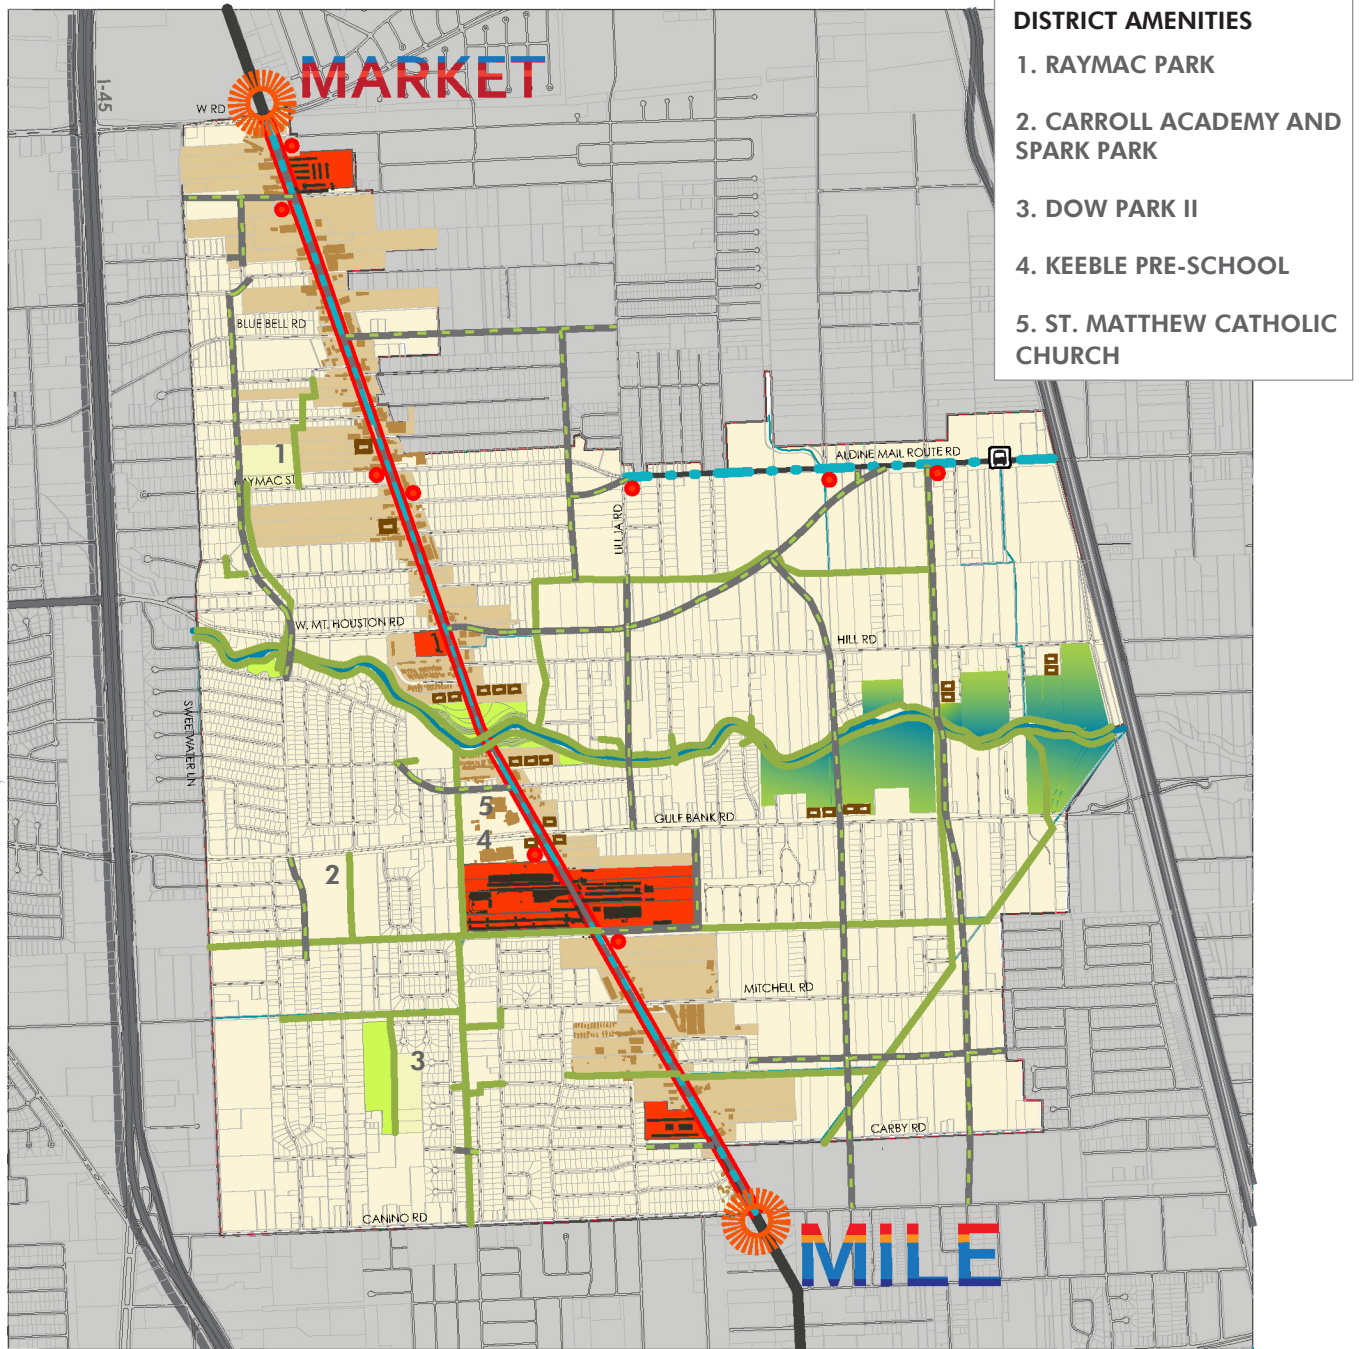 DISTRICT AMENITIES
1. RAYMAC PARK
2. CARROLL ACADEMY AND
SPARK PARK
3. DOW PARK II
4. KEEBLE PRE-SCHOOL
5. ST. MATTHEW CATHOLIC
CHURCH
MARKET
I-45
W RD
BLUE BELL RD
1
RAYMAC ST
ALDINE MAIL ROUTE RD
LILLJA RD
W. MT. HOUSTON RD
HILL RD
SWEETWATER LN
5
GULF BANK RD
4
2
MITCHELL RD
3
CARBY RD
CANINO RD
MILE